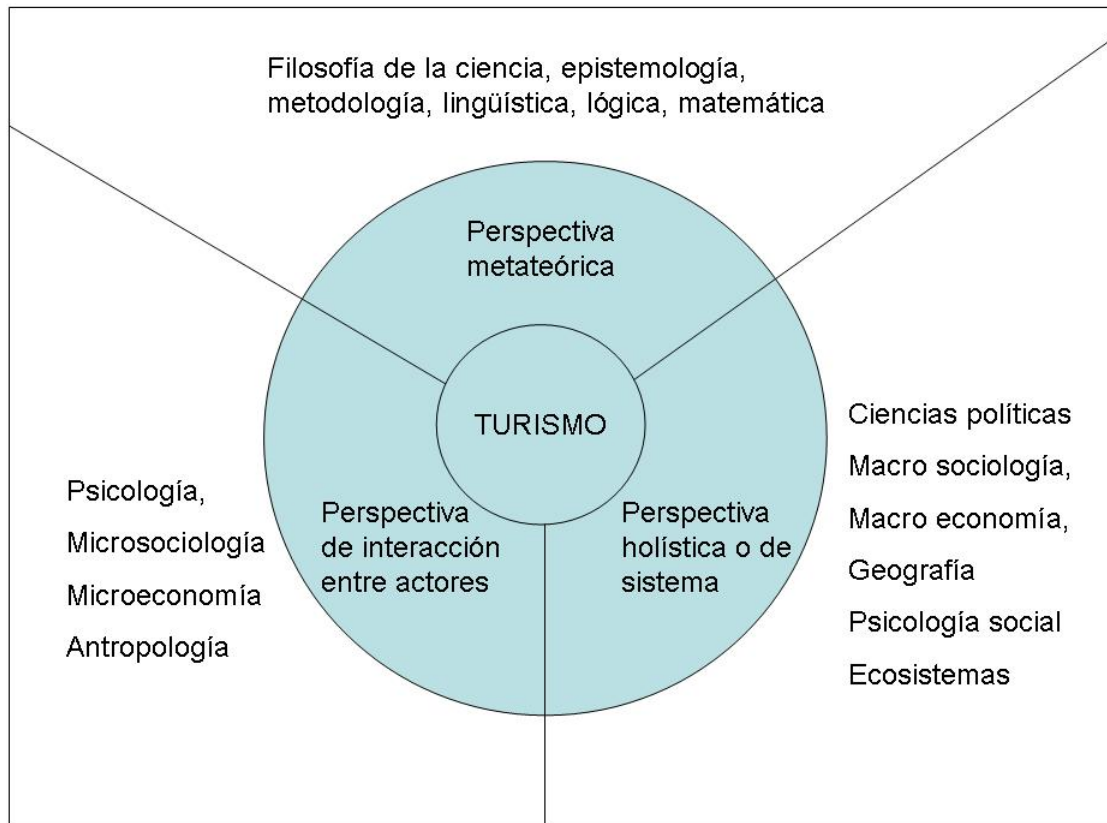 Filosofía de la ciencia, epistemología,
metodología, lingüística, lógica, matemática
Perspectiva
metateórica
TURISMO
Psicología,
Microsociología
Microeconomía
Antropología
Perspectiva
de interacción
entre actores
Perspectiva
holística o de
sistema
Ciencias políticas
Macro sociología,
Macro economía,
Geografía
Psicología social
Ecosistemas